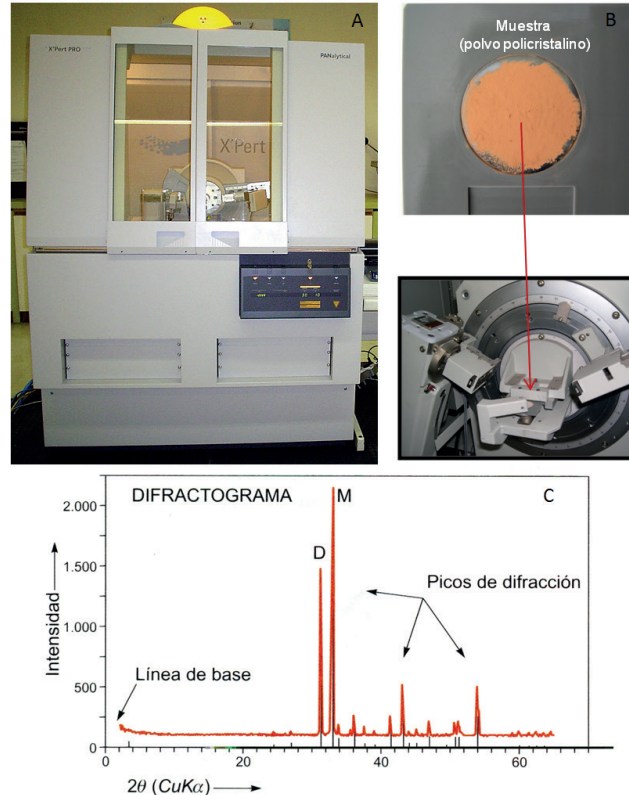 A
X'Pert PRO
PANalytical
X'Pert
B
Muestra
(polvo policristalino)
DIFRACTOGRAMA
M
C
D
Picos de difracción
Línea de base
Intensidad
2.000
1.500
1.000
500
0
0
20
40
60
2θ (CuKα)